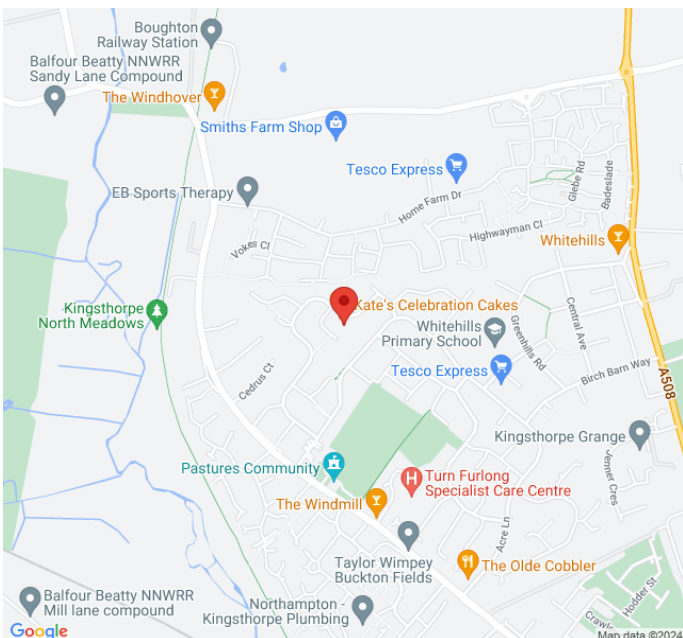 Boughton
Railway Station
Balfour Beatty NNWRR
Sandy Lane Compound
The Windhover
Smiths Farm Shop
Tesco Express
EB Sports Therapy
Home Farm Dr
Glebe Rd
Badeslade
Highwayman Cl
Vokes Cl
Whitehills
Kingsthorpe
North Meadows
Kate's Celebration Cakes
Whitehills
Primary School
Greenhills Rd
Central Ave
Tesco Express
Birch Barn Way
A508
Cedrus Ct
Kingsthorpe Grange
Jenner Cres
Pastures Community
Turn Furlong
Specialist Care Centre
The Windmill
Acre Ln
Taylor Wimpey
Buckton Fields
The Olde Cobbler
Balfour Beatty NNWRR
Mill lane compound
Northampton -
Kingsthorpe Plumbing
Hodder St
Google
Map data ©2024